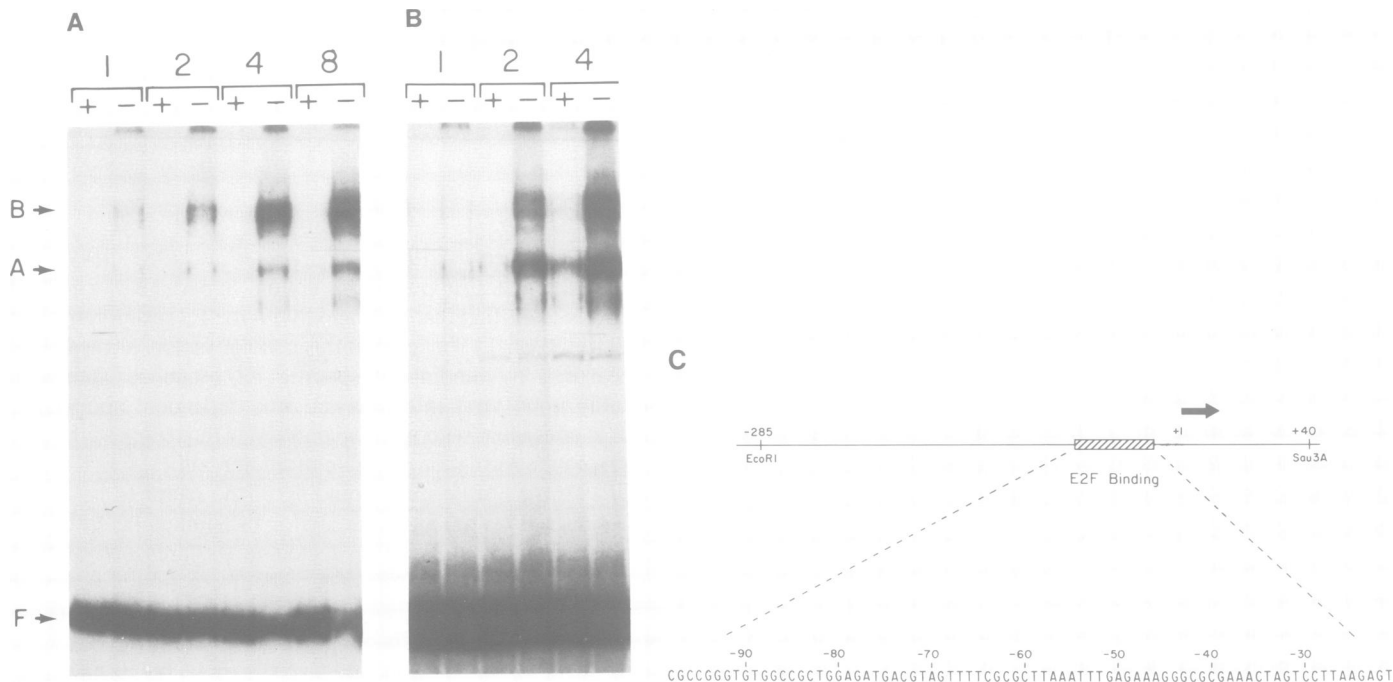 A
1 2 4 8
+ − + − + − + −
B
1 2 4
+ − + − + −
B
A
F
C
-285
EcoRI
E2F Binding
+1
+40
Sau3A
-90 -80 -70 -60 -50 -40 -30
CGCCGGGTGTGGCCGCTGGAGATGACGTAGTTTTCGCGCTTAAATTTGAGAAAGGGCGCGAAACTAGTCCTTAAGAGT